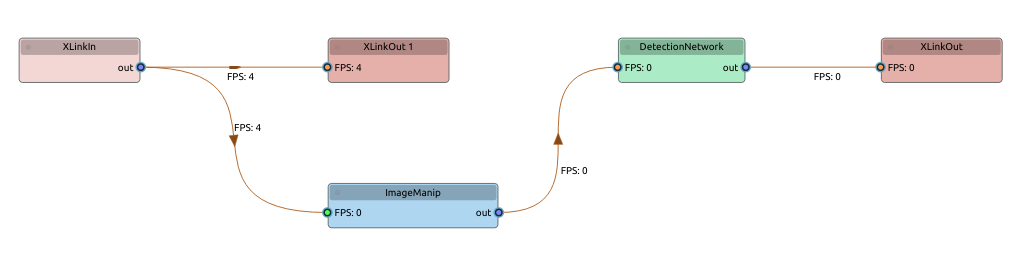 XLinkIn
out
FPS: 4
XLinkOut 1
FPS: 4
FPS: 4
ImageManip
FPS: 0
out
FPS: 0
DetectionNetwork
FPS: 0
out
FPS: 0
XLinkOut
FPS: 0